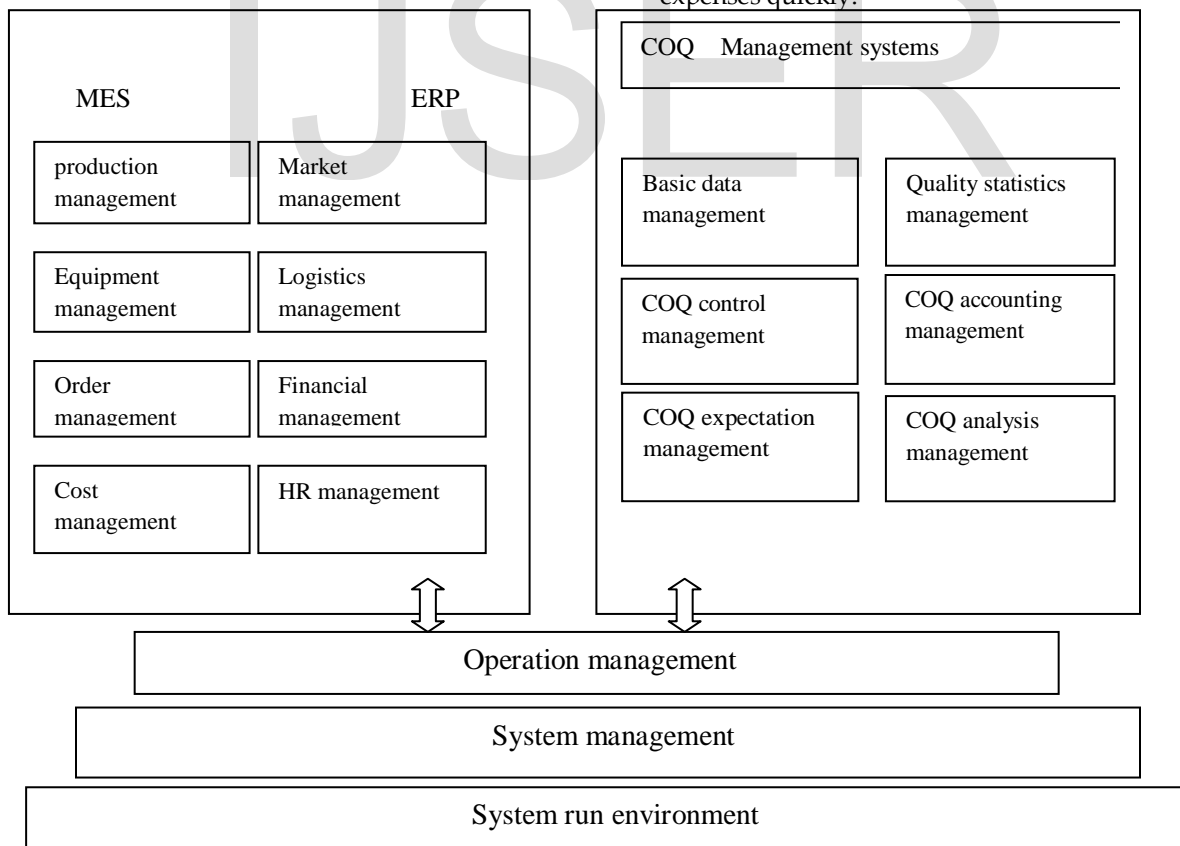 expenses quickly.
IJSER
COQ Management systems
MES ERP
production
management
Market
management
Equipment
management
Logistics
management
Order
management
Financial
management
Cost
management
HR management
Basic data
management
Quality statistics
management
COQ control
management
COQ accounting
management
COQ expectation
management
COQ analysis
management
Operation management
System management
System run environment